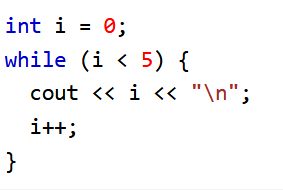 int i = 0;
while (i < 5) {
  cout << i << "\n";
  i++;
}